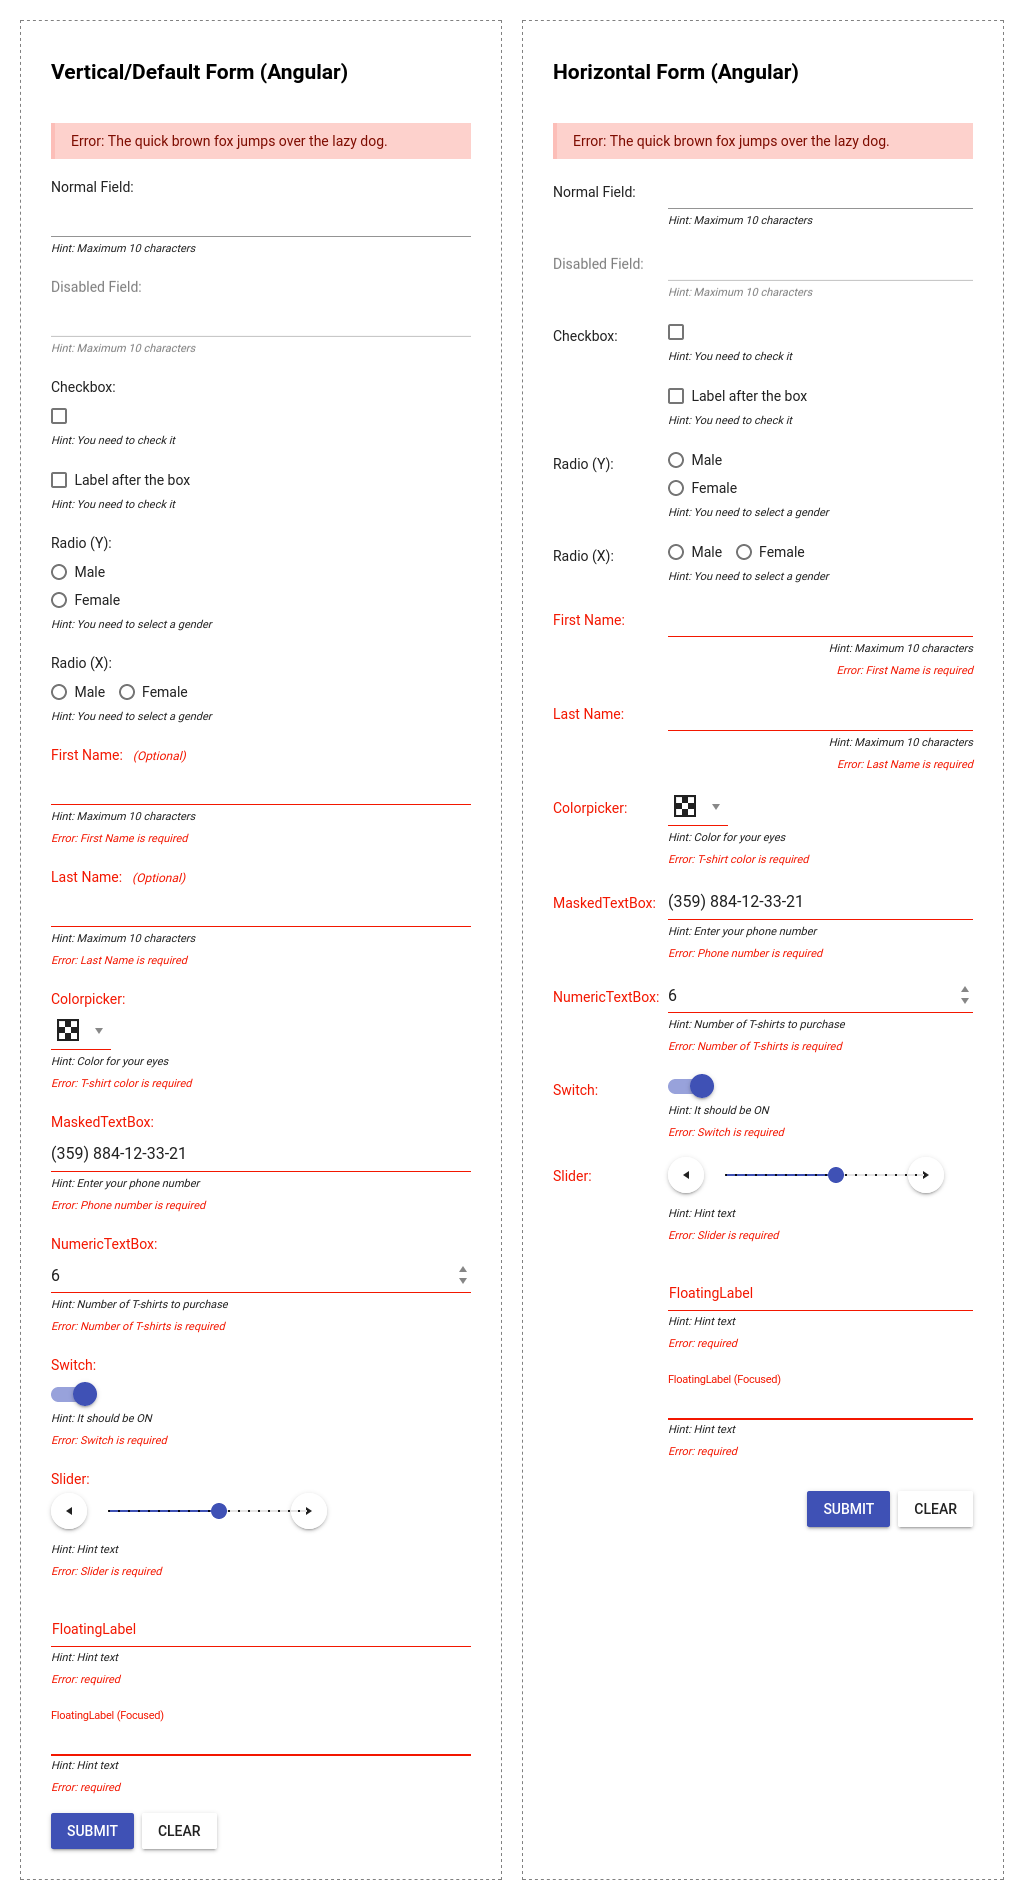 Vertical/Default Form (Angular)
Error: The quick brown fox jumps over the lazy dog.
Normal Field:
Hint: Maximum 10 characters
Disabled Field:
Hint: Maximum 10 characters
Checkbox:
Hint: You need to check it
Label after the box
Hint: You need to check it
Radio (Y):
Male
Female
Hint: You need to select a gender
Radio (X):
Male Female
Hint: You need to select a gender
First Name: (Optional)
Hint: Maximum 10 characters
Error: First Name is required
Last Name: (Optional)
Hint: Maximum 10 characters
Error: Last Name is required
Colorpicker:
Hint: Color for your eyes
Error: T-shirt color is required
MaskedTextBox:
(359) 884-12-33-21
Hint: Enter your phone number
Error: Phone number is required
NumericTextBox:
6
Hint: Number of T-shirts to purchase
Error: Number of T-shirts is required
Switch:
Hint: It should be ON
Error: Switch is required
Slider:
Hint: Hint text
Error: Slider is required
FloatingLabel
Hint: Hint text
Error: required
FloatingLabel (Focused)
Hint: Hint text
Error: required
SUBMIT CLEAR
Horizontal Form (Angular)
Error: The quick brown fox jumps over the lazy dog.
Normal Field:
Hint: Maximum 10 characters
Disabled Field:
Hint: Maximum 10 characters
Checkbox:
Hint: You need to check it
Label after the box
Hint: You need to check it
Radio (Y): Male
Female
Hint: You need to select a gender
Radio (X): Male Female
Hint: You need to select a gender
First Name:
Hint: Maximum 10 characters
Error: First Name is required
Last Name:
Hint: Maximum 10 characters
Error: Last Name is required
Colorpicker:
Hint: Color for your eyes
Error: T-shirt color is required
MaskedTextBox: (359) 884-12-33-21
Hint: Enter your phone number
Error: Phone number is required
NumericTextBox: 6
Hint: Number of T-shirts to purchase
Error: Number of T-shirts is required
Switch:
Hint: It should be ON
Error: Switch is required
Slider:
Hint: Hint text
Error: Slider is required
FloatingLabel
Hint: Hint text
Error: required
FloatingLabel (Focused)
Hint: Hint text
Error: required
SUBMIT CLEAR